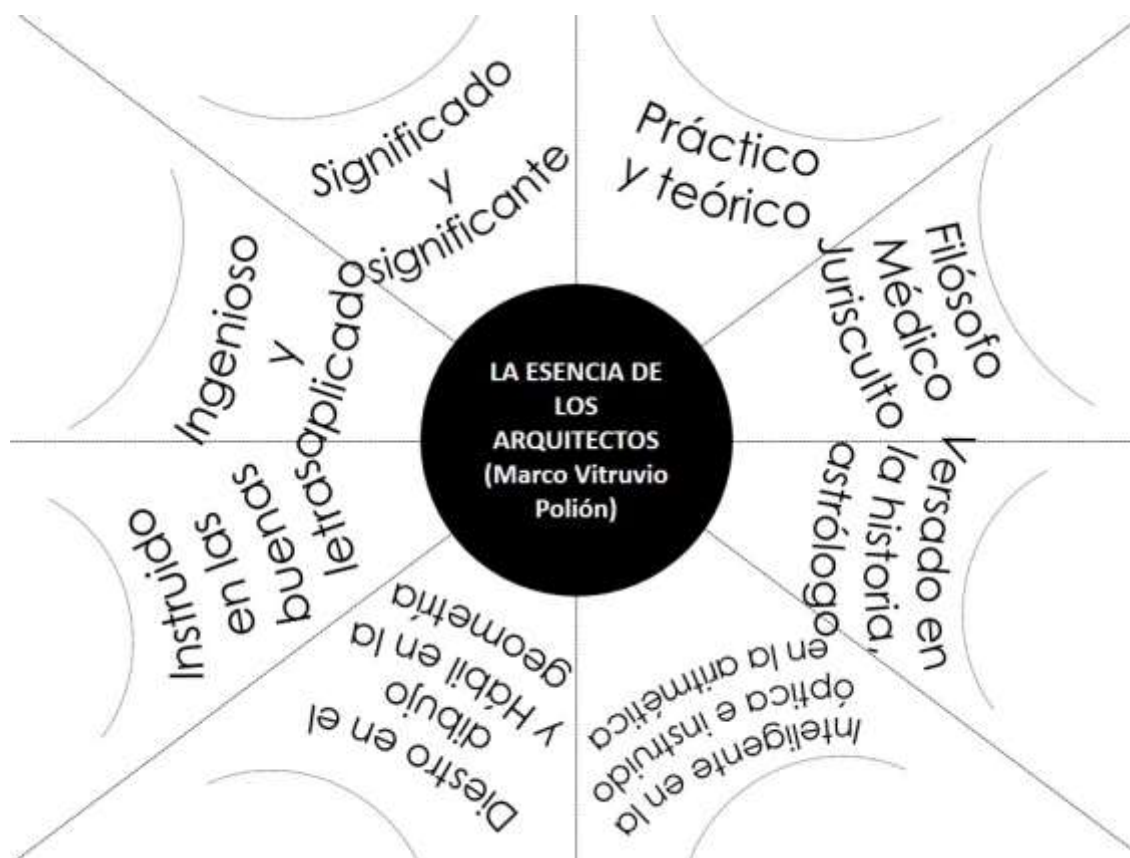 LA ESENCIA DE
LOS
ARQUITECTOS
(Marco Vitruvio
Polión)
Práctico
y teórico
Filósofo
Médico
Jurisculto
Versado en
la historia,
astrólogo
Inteligente en la
óptica e instruido
en la aritmética
Diestro en el
dibujo
y Hábil en la
geometría
Instruido
en las
buenas
letras
Ingenioso
y
aplicado
Significado
y
significante